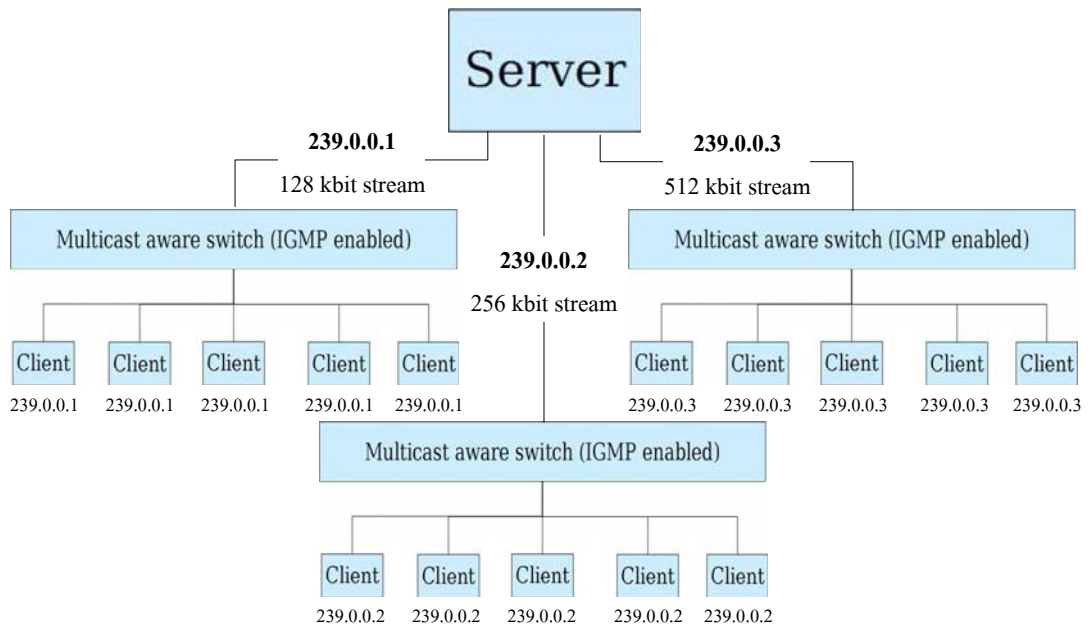 Server
239.0.0.1
128 kbit stream
239.0.0.3
512 kbit stream
Multicast aware switch (IGMP enabled)
Multicast aware switch (IGMP enabled)
239.0.0.2
256 kbit stream
Client Client Client Client Client
239.0.0.1 239.0.0.1 239.0.0.1 239.0.0.1 239.0.0.1
Client Client Client Client Client
239.0.0.3 239.0.0.3 239.0.0.3 239.0.0.3 239.0.0.3
Multicast aware switch (IGMP enabled)
Client Client Client Client Client
239.0.0.2 239.0.0.2 239.0.0.2 239.0.0.2 239.0.0.2